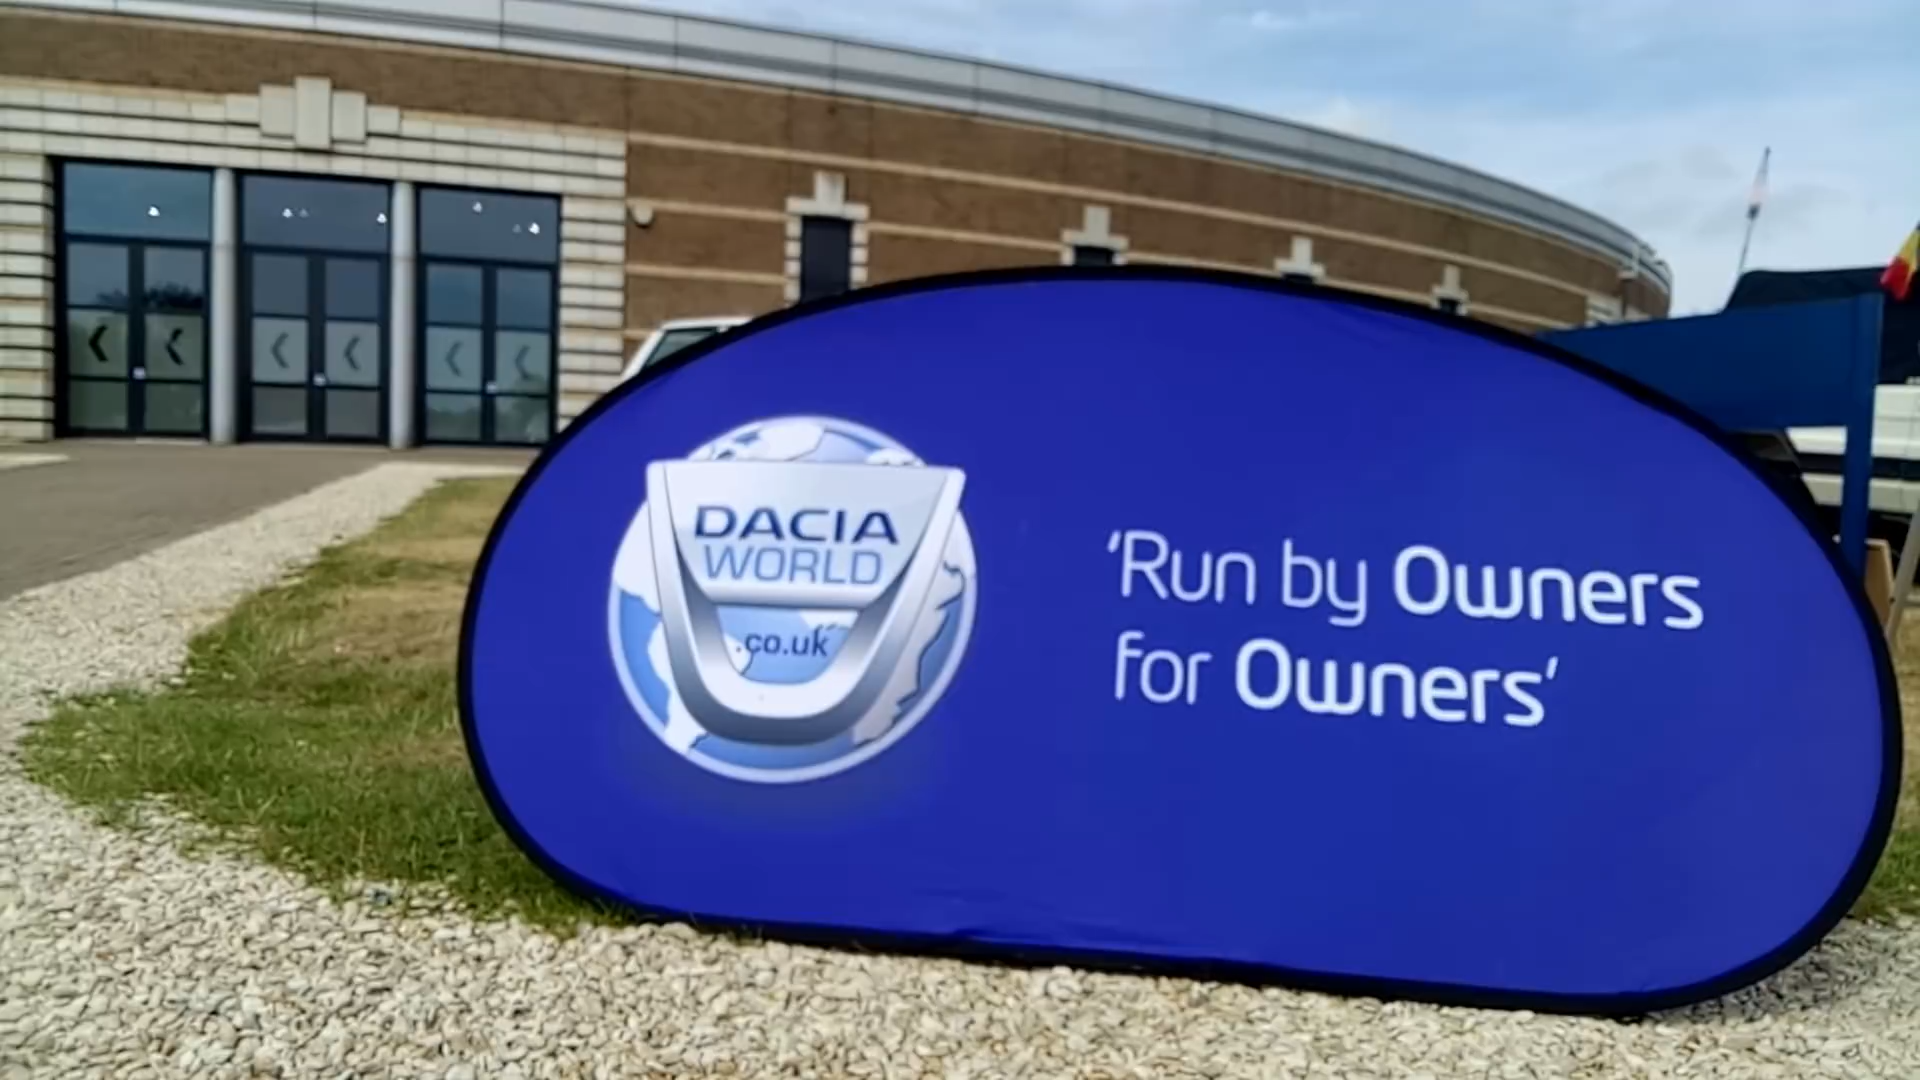 DACIA
WORLD
.co.uk
‘Run by Owners
for Owners’